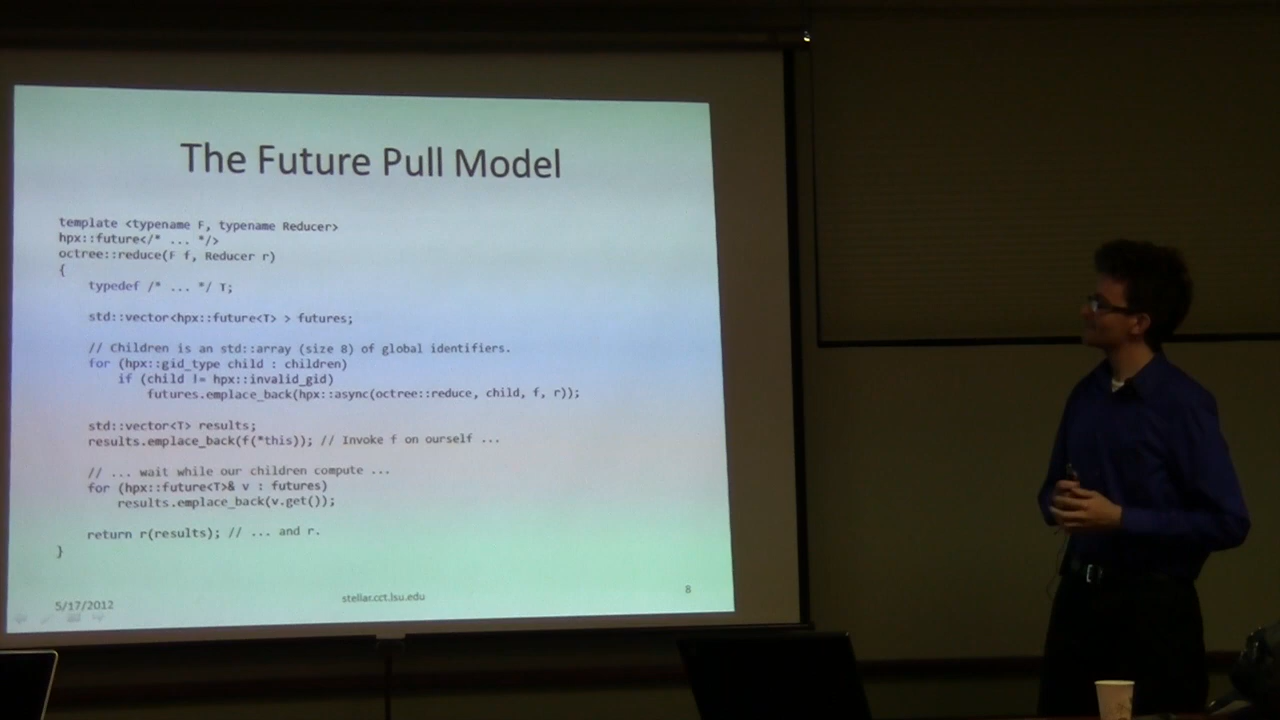 The Future Pull Model
template <typename F, typename Reducer>
hpx::future</* ... */>
octree::reduce(F f, Reducer r)
{
typedef /* ... */ T;
std::vector<hpx::future<T> > futures;
// Children is an std::array (size 8) of global identifiers.
for (hpx::gid_type child : children)
if (child != hpx::invalid_gid)
futures.emplace_back(hpx::async(octree::reduce, child, f, r));
std::vector<T> results;
results.emplace_back(f(*this)); // Invoke f on ourself ...
// ... wait while our children compute ...
for (hpx::future<T>& v : futures)
results.emplace_back(v.get());
return r(results); // ... and r.
}
5/17/2012
stellar.cct.lsu.edu
8